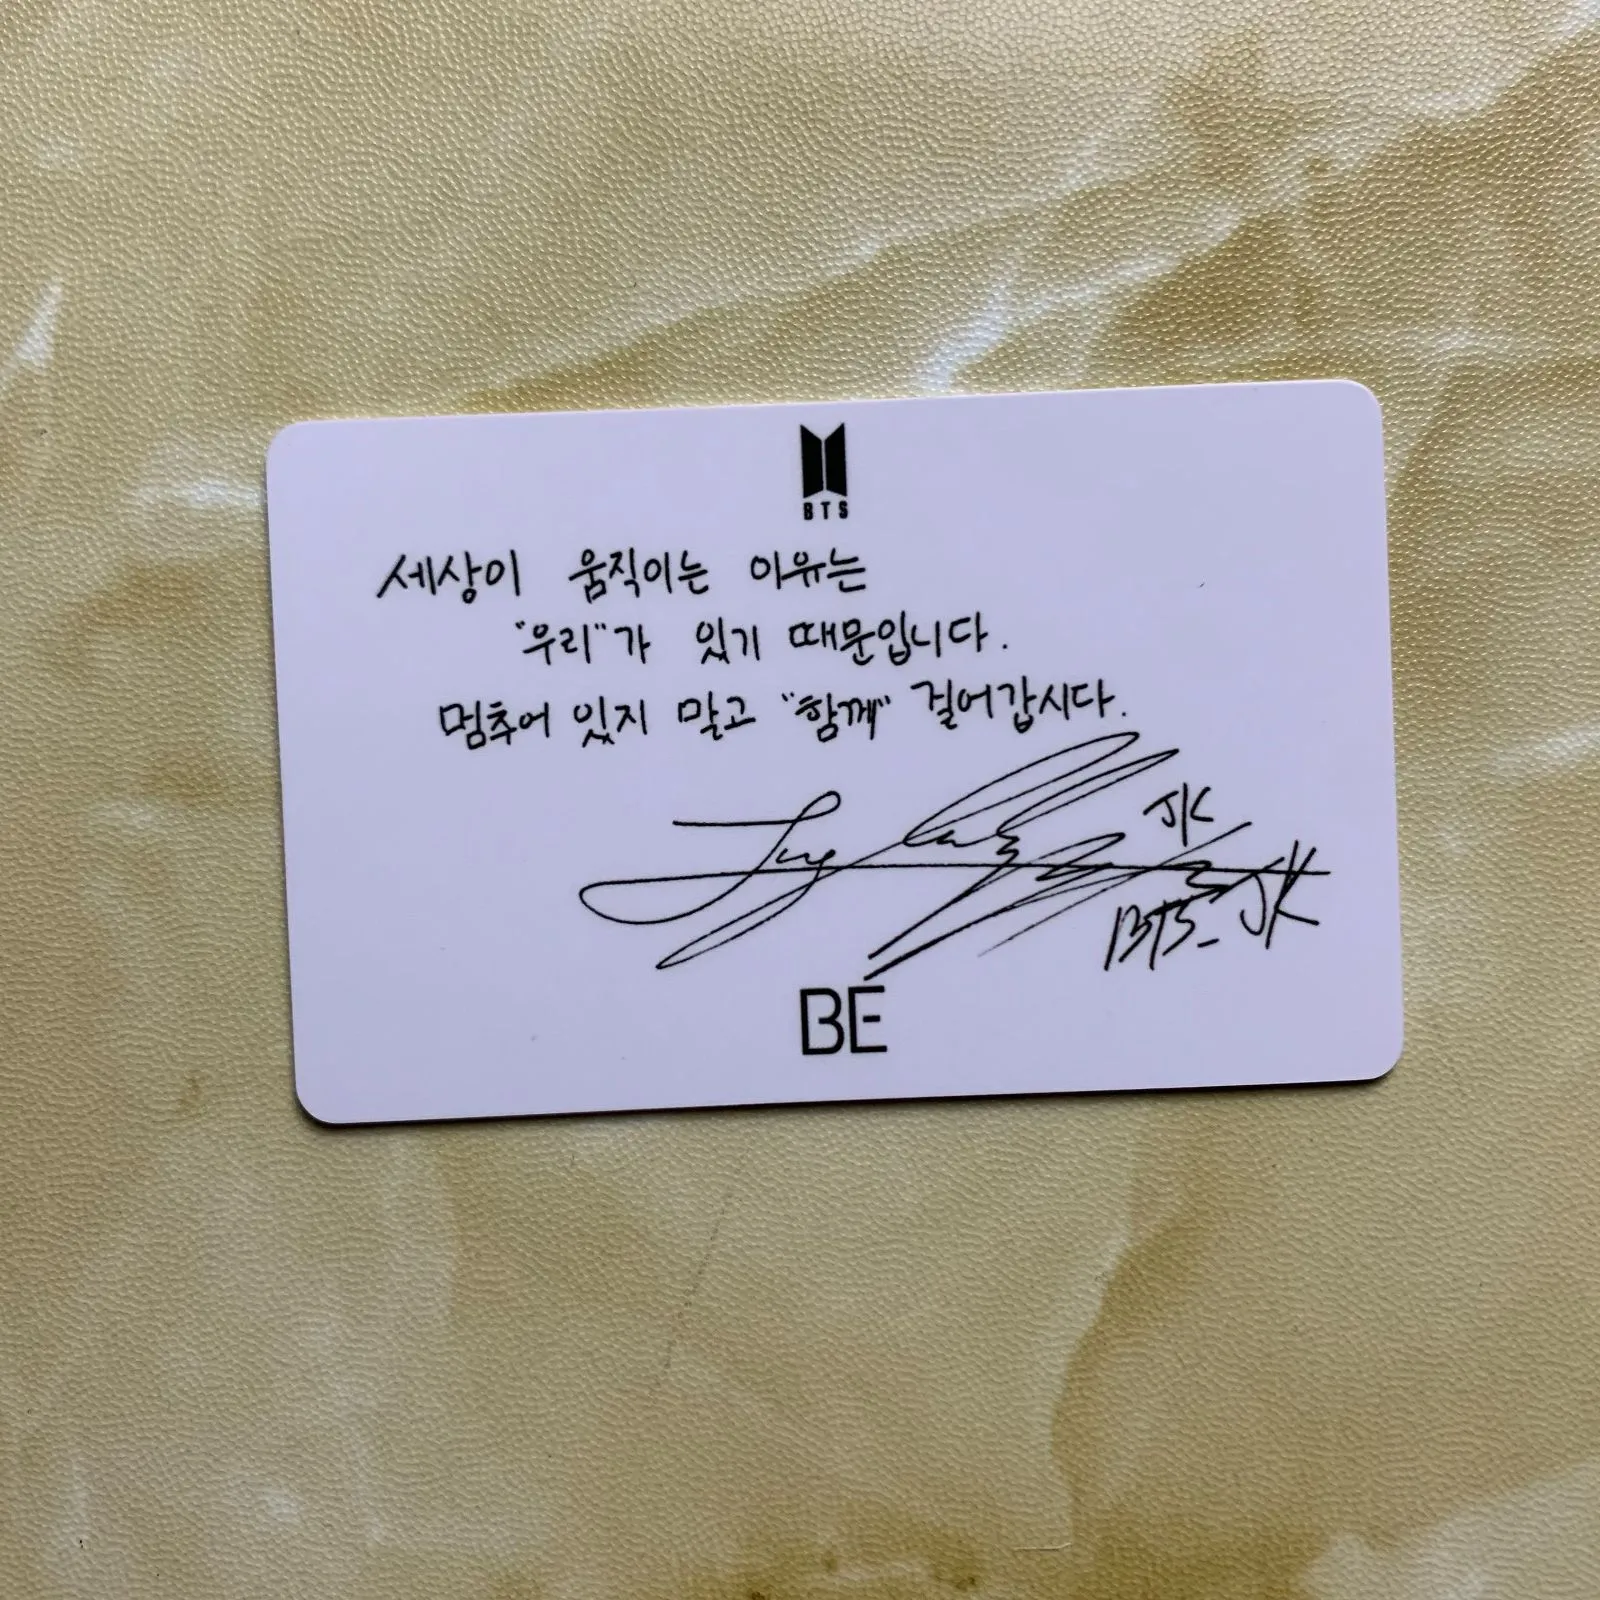 BTS
세상이 움직이는 이유는
"우리"가 있기 때문입니다.
멈추어 있지 말고 "함께" 걸어갑시다.
JK
BTS_JK
BE